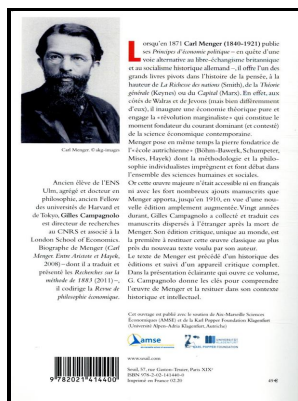 Lorsqu'en 1871 Carl Menger (1840-1921) publie
ses Principes d'économie politique – en quête d'une
voie alternative au libre-échangisme britannique
et au socialisme historique allemand –, il offre l'un des
grands livres pivots dans l'histoire de la pensée, à la
hauteur de La Richesse des nations (Smith), de la Théorie
générale (Keynes) ou du Capital (Marx). En effet, aux
côtés de Walras et de Jevons (mais bien différemment
d'eux), il inaugure une économie théorique pure et
engage la « révolution marginaliste » qui constitue le
moment fondateur du courant dominant (et contesté)
de la science économique contemporaine.
Menger pose en même temps la pierre fondatrice de
l'« école autrichienne » (Böhm-Bawerk, Schumpeter,
Mises, Hayek) dont la méthodologie et la philo-
sophie individualistes imprègnent et font débat dans
l'ensemble des sciences humaines et sociales.
Or cette œuvre majeure n'était accessible ni en français
ni avec les fort nombreux ajouts manuscrits que
Menger apporta, jusqu'en 1910, en vue d'une nou-
velle édition amplement augmentée. Vingt années
durant, Gilles Campagnolo a collecté et traduit ces
manuscrits dispersés à l'étranger après la mort de
Menger. Son édition critique, unique au monde, est
la première à restituer cette œuvre classique au plus
près du nouveau texte voulu par son auteur.
Le texte de Menger est précédé d'un historique des
éditions et suivi d'un appareil critique complet.
Dans la présentation éclairante qui ouvre ce volume,
G. Campagnolo donne les clés pour comprendre
l'œuvre de Menger et la resituer dans son contexte
historique et intellectuel.
Carl Menger. © akg-images
Ancien élève de l'ENS
Ulm, agrégé et docteur en
philosophie, ancien Fellow
des universités de Harvard et
de Tokyo, Gilles Campagnolo
est directeur de recherches
au CNRS et associé à la
London School of Economics.
Biographe de Menger (Carl
Menger. Entre Aristote et Hayek,
2008) – dont il a traduit et
présenté les Recherches sur la
méthode de 1883 (2011) –,
il codirige la Revue de
philosophie économique.
Cet ouvrage est publié avec le soutien de Aix-Marseille Sciences
Économiques (AMSE) et de la Karl Popper Foundation Klagenfurt
(Université Alpen-Adria Klagenfurt, Autriche)
amse
KARL POPPER FOUNDATION
www.seuil.com
Seuil, 57, rue Gaston-Tessier, Paris XIXe
ISBN 978-2-02-141440-0
Imprimé en France 02.20
9 782021 414400